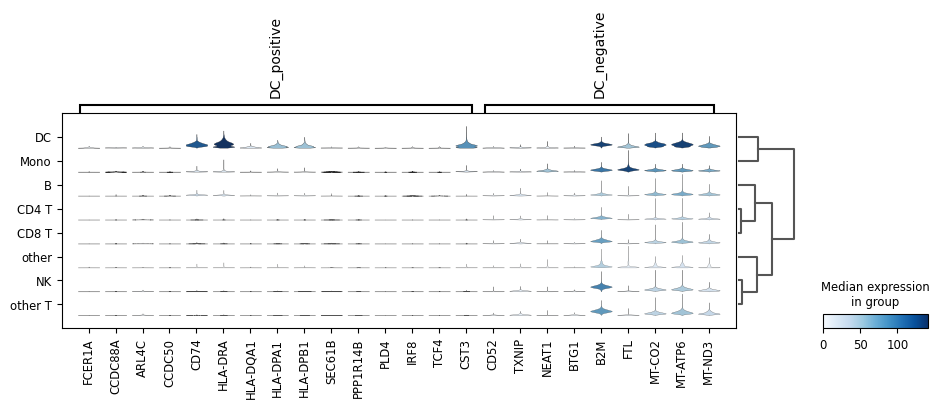 DC_positive
DC_negative
DC
Mono
B
CD4 T
CD8 T
other
NK
other T
FCER1A
CCDC88A
ARL4C
CCDC50
CD74
HLA-DRA
HLA-DQA1
HLA-DPA1
HLA-DPB1
SEC61B
PPP1R14B
PLD4
IRF8
TCF4
CST3
CD52
TXNIP
NEAT1
BTG1
B2M
FTL
MT-CO2
MT-ATP6
MT-ND3
Median expression
in group
0 50 100